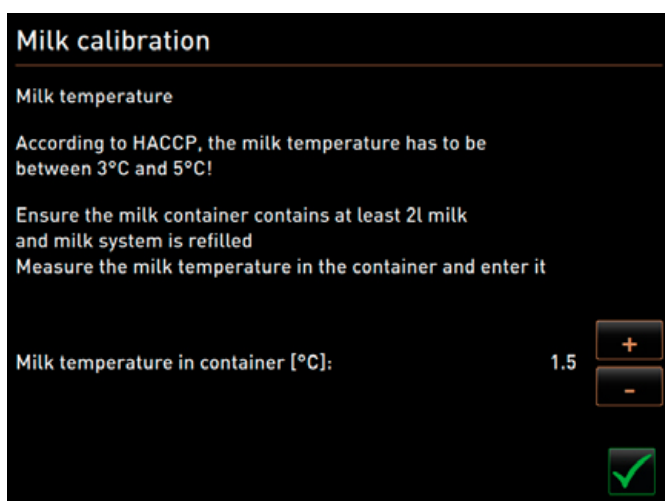 Milk calibration
Milk temperature
According to HACCP, the milk temperature has to be
between 3°C and 5°C!
Ensure the milk container contains at least 2l milk
and milk system is refilled
Measure the milk temperature in the container and enter it
Milk temperature in container [°C]: 1.5 +
-